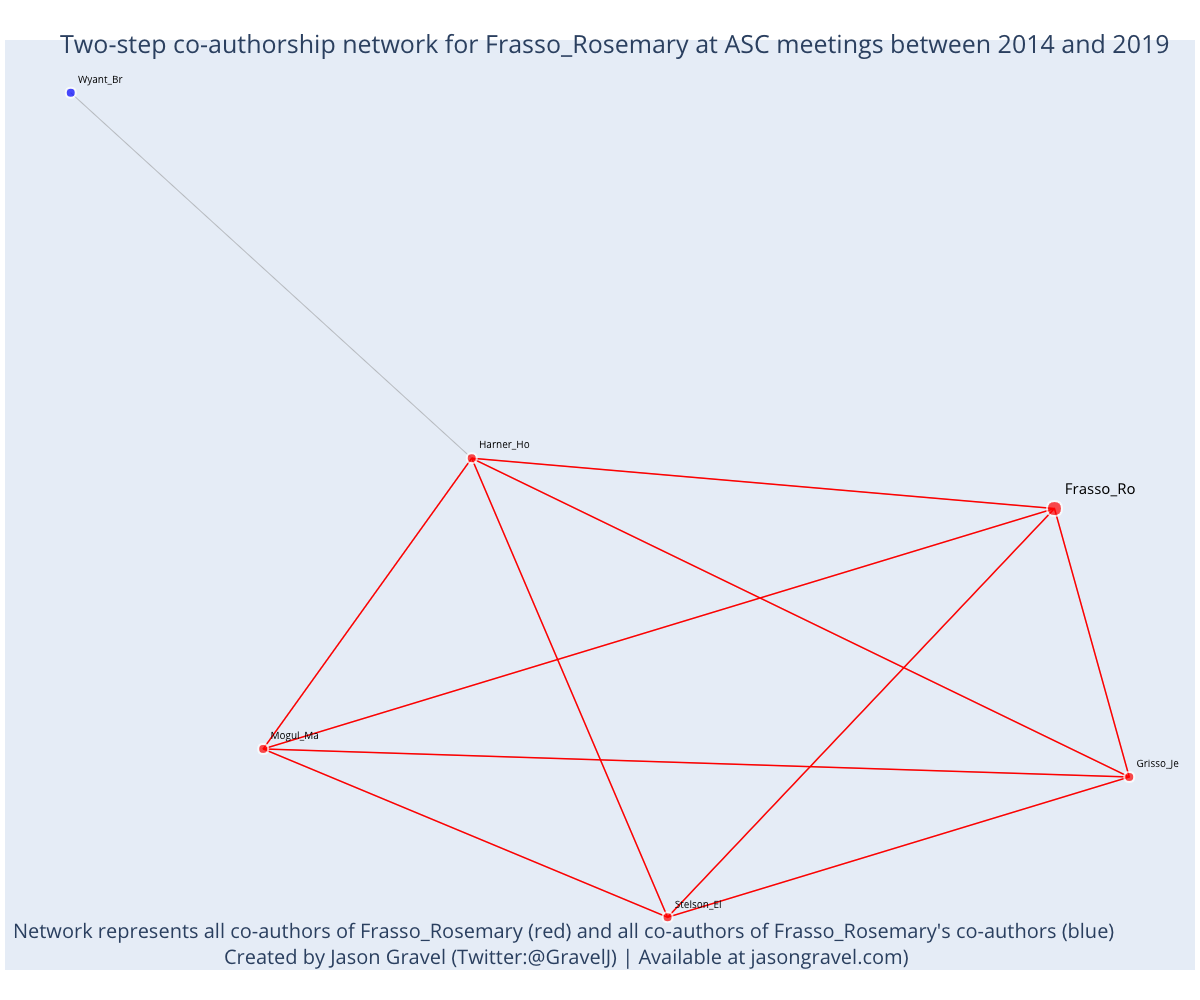 Two-step co-authorship network for Frasso_Rosemary at ASC meetings between 2014 and 2019
Wyant_Br
Harner_Ho
Frasso_Ro
Mogul_Ma
Grisso_Je
Stelson_El
Network represents all co-authors of Frasso_Rosemary (red) and all co-authors of Frasso_Rosemary's co-authors (blue)
Created by Jason Gravel (Twitter:@GravelJ) | Available at jasongravel.com)